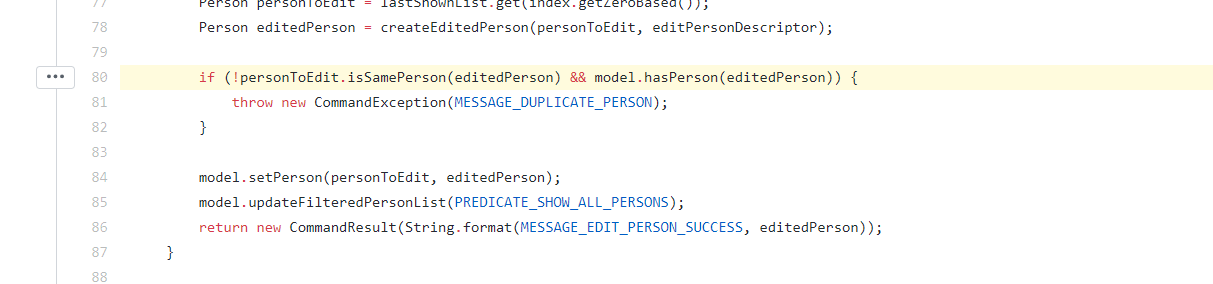 77 Person personToEdit = lastShownList.get(index.getZeroBased());
78 Person editedPerson = createEditedPerson(personToEdit, editPersonDescriptor);
79
80 if (!personToEdit.isSamePerson(editedPerson) && model.hasPerson(editedPerson)) {
81 throw new CommandException(MESSAGE_DUPLICATE_PERSON);
82 }
83
84 model.setPerson(personToEdit, editedPerson);
85 model.updateFilteredPersonList(PREDICATE_SHOW_ALL_PERSONS);
86 return new CommandResult(String.format(MESSAGE_EDIT_PERSON_SUCCESS, editedPerson));
87 }
88